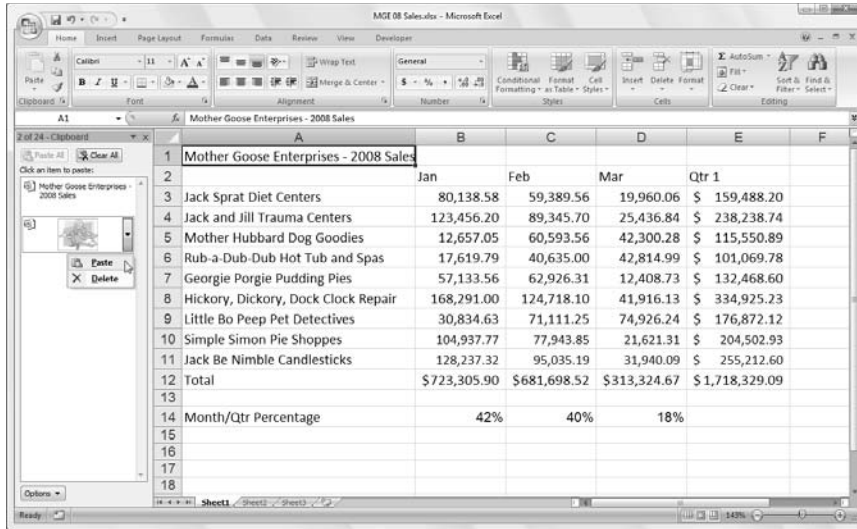 MGE 08 Sales.xlsx - Microsoft Excel
Home Insert Page Layout Formulas Data Review View Developer
Calibri 11 Wrap Text General AutoSum
Paste B I U Merge & Center $ % Conditional Format Cell Insert Delete Format Fill Sort & Find &
Formatting as Table Styles Clear Filter Select
Clipboard Font Alignment Number Styles Cells Editing
A1 fx Mother Goose Enterprises - 2008 Sales
2 of 24 - Clipboard
Paste All Clear All
Click an item to paste:
Mother Goose Enterprises -
2008 Sales
Paste
Delete
Options
A B C D E F
1 Mother Goose Enterprises - 2008 Sales
2 Jan Feb Mar Qtr 1
3 Jack Sprat Diet Centers 80,138.58 59,389.56 19,960.06 $ 159,488.20
4 Jack and Jill Trauma Centers 123,456.20 89,345.70 25,436.84 $ 238,238.74
5 Mother Hubbard Dog Goodies 12,657.05 60,593.56 42,300.28 $ 115,550.89
6 Rub-a-Dub-Dub Hot Tub and Spas 17,619.79 40,635.00 42,814.99 $ 101,069.78
7 Georgie Porgie Pudding Pies 57,133.56 62,926.31 12,408.73 $ 132,468.60
8 Hickory, Dickory, Dock Clock Repair 168,291.00 124,718.10 41,916.13 $ 334,925.23
9 Little Bo Peep Pet Detectives 30,834.63 71,111.25 74,926.24 $ 176,872.12
10 Simple Simon Pie Shoppes 104,937.77 77,943.85 21,621.31 $ 204,502.93
11 Jack Be Nimble Candlesticks 128,237.32 95,035.19 31,940.09 $ 255,212.60
12 Total $723,305.90 $681,698.52 $313,324.67 $1,718,329.09
13
14 Month/Qtr Percentage 42% 40% 18%
15
16
17
18
Sheet1 Sheet2 Sheet3
Ready 143%